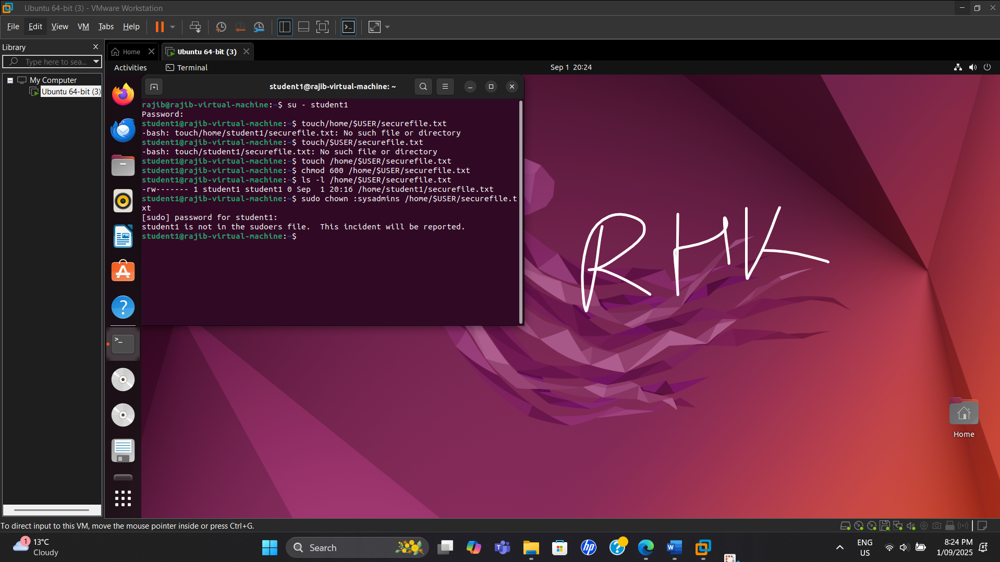 Ubuntu 64-bit (3) - VMware Workstation
File Edit View VM Tabs Help
Library
Type here to sea...
My Computer
Ubuntu 64-bit (3)
Home
Ubuntu 64-bit (3)
Activities
Terminal
Sep 1 20:24
student1@rajib-virtual-machine: ~
rajib@rajib-virtual-machine:~$ su - student1
Password:
student1@rajib-virtual-machine:~$ touch/home/$USER/securefile.txt
-bash: touch/home/student1/securefile.txt: No such file or directory
student1@rajib-virtual-machine:~$ touch/$USER/securefile.txt
-bash: touch/student1/securefile.txt: No such file or directory
student1@rajib-virtual-machine:~$ touch /home/$USER/securefile.txt
student1@rajib-virtual-machine:~$ chmod 600 /home/$USER/securefile.txt
student1@rajib-virtual-machine:~$ ls -l /home/$USER/securefile.txt
-rw------- 1 student1 student1 0 Sep  1 20:16 /home/student1/securefile.txt
student1@rajib-virtual-machine:~$ sudo chown :sysadmins /home/$USER/securefile.t
xt
[sudo] password for student1:
student1 is not in the sudoers file.  This incident will be reported.
student1@rajib-virtual-machine:~$
RHK
Home
To direct input to this VM, move the mouse pointer inside or press Ctrl+G.
1
13°C
Cloudy
Search
hp
ENG
US
8:24 PM
1/09/2025